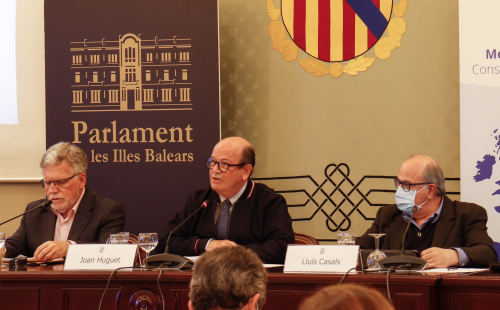 Parlament
de les Illes Balears
Me
Cons
Joan Huguet
Lluís Casals